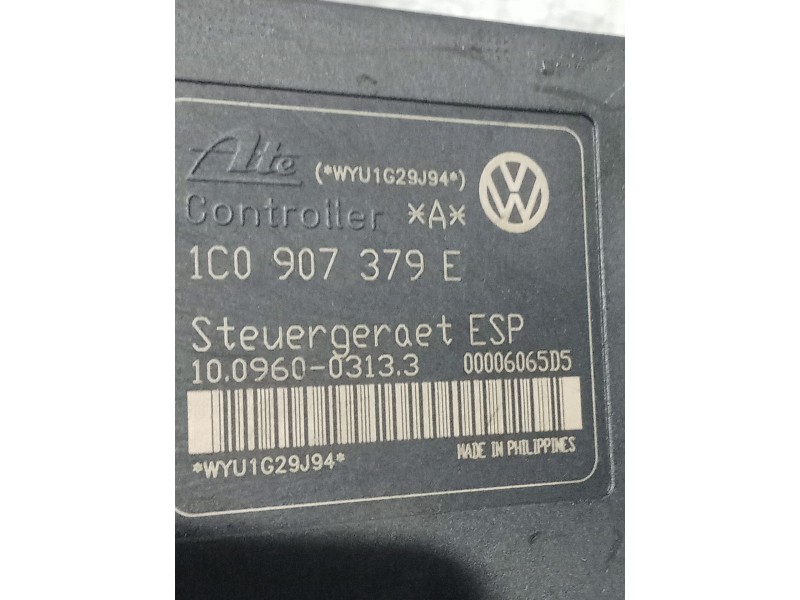 Ate (*WYU1G29J94*)
Controller *A*
1C0 907 379 E
Steuergeraet ESP
10.0960-0313.3 00006065D5
*WYU1G29J94*
MADE IN PHILIPPINES